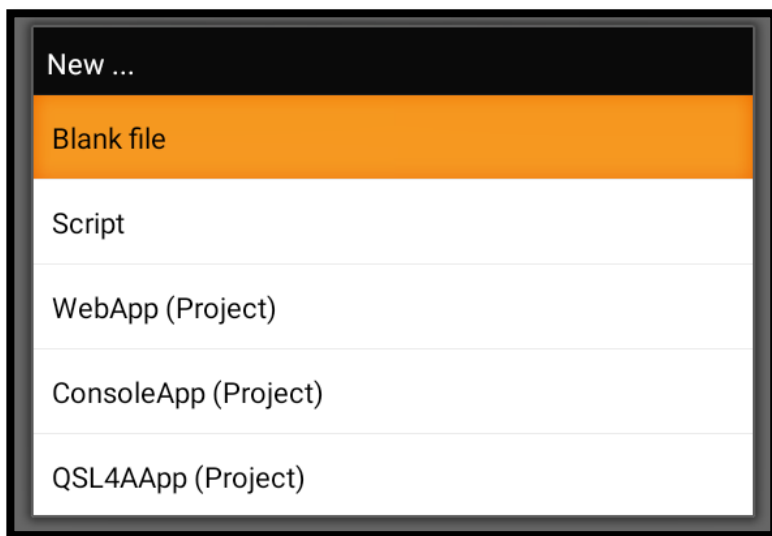 New ...
Blank file
Script
WebApp (Project)
ConsoleApp (Project)
QSL4AApp (Project)